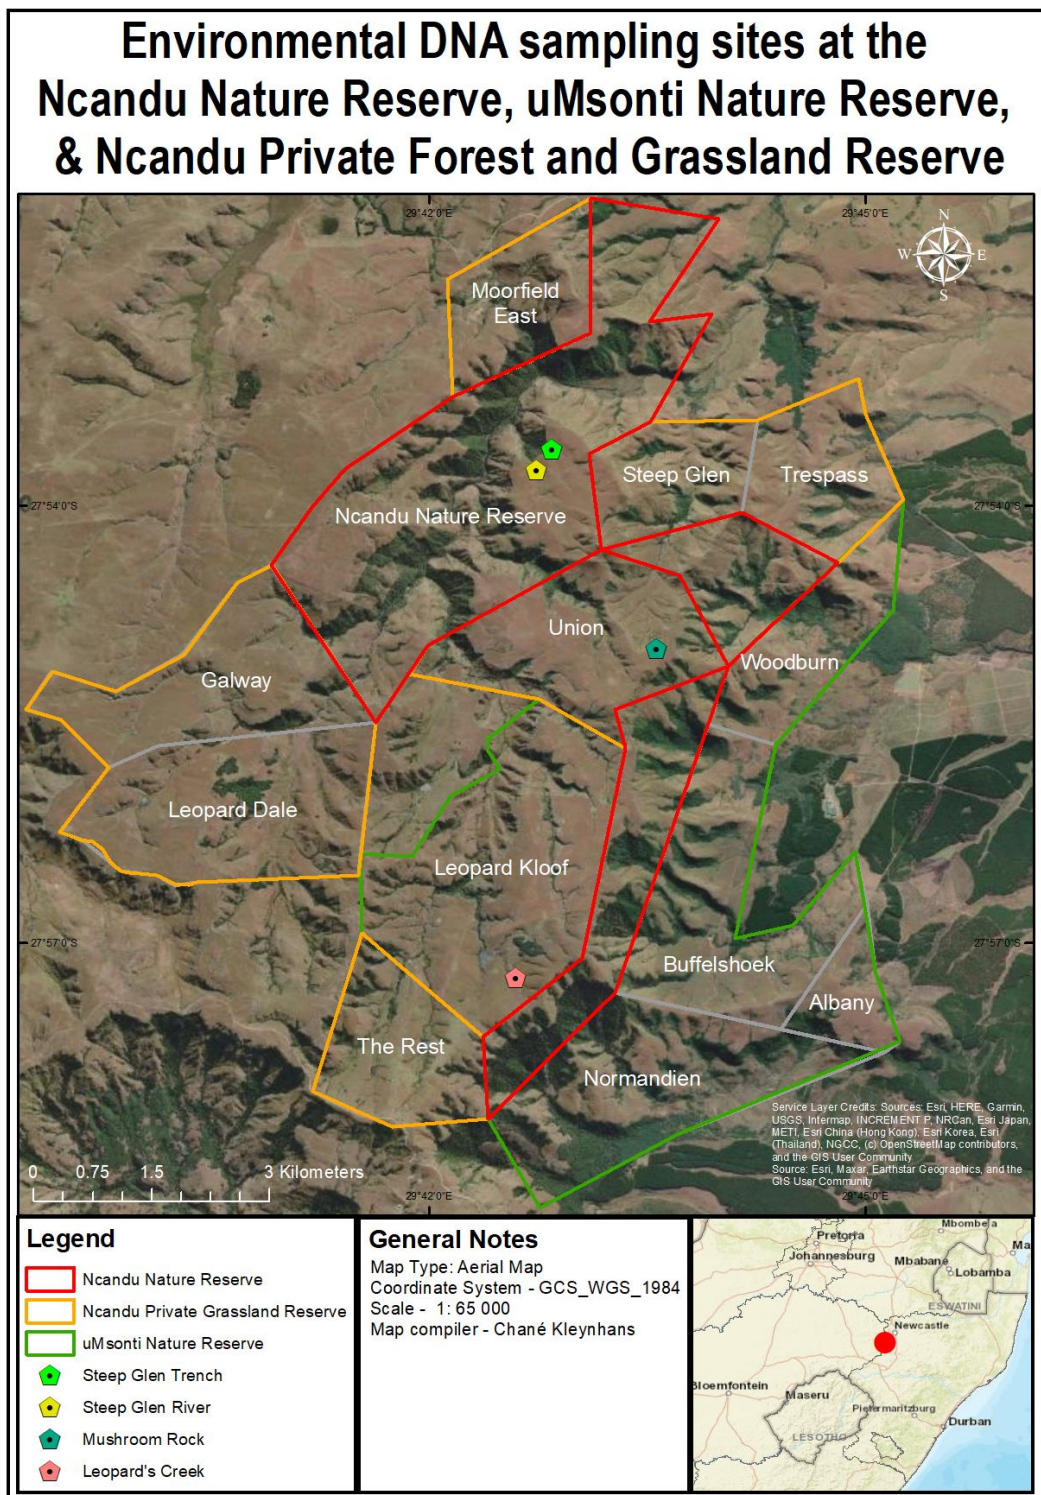 Environmental DNA sampling sites at the
Ncandu Nature Reserve, uMsonti Nature Reserve,
& Ncandu Private Forest and Grassland Reserve
29°42'0"E
29°45'0"E
N
W
E
S
Moorfield
East
Steep Glen
Trespass
27°54'0"S
27°54'0"S
Ncandu Nature Reserve
Union
Woodburn
Galway
Leopard Dale
Leopard Kloof
27°57'0"S
27°57'0"S
Buffelshoek
Albany
The Rest
Normandien
Service Layer Credits: Sources: Esri, HERE, Garmin,
USGS, Intermap, INCREMENT P, NRCan, Esri Japan,
METI, Esri China (Hong Kong), Esri Korea, Esri
(Thailand), NGCC, (c) OpenStreetMap contributors,
and the GIS User Community
Source: Esri, Maxar, Earthstar Geographics, and the
GIS User Community
0 0.75 1.5 3 Kilometers
29°42'0"E
29°45'0"E
Legend
Ncandu Nature Reserve
Ncandu Private Grassland Reserve
uMsonti Nature Reserve
Steep Glen Trench
Steep Glen River
Mushroom Rock
Leopard's Creek
General Notes
Map Type: Aerial Map
Coordinate System - GCS_WGS_1984
Scale - 1: 65 000
Map compiler - Chané Kleynhans
Pretoria
Mbombela
Johannesburg
Mbabane
Ma
Lobamba
ESWATINI
Newcastle
Bloemfontein
Maseru
Pietermaritzburg
Durban
LESOTHO